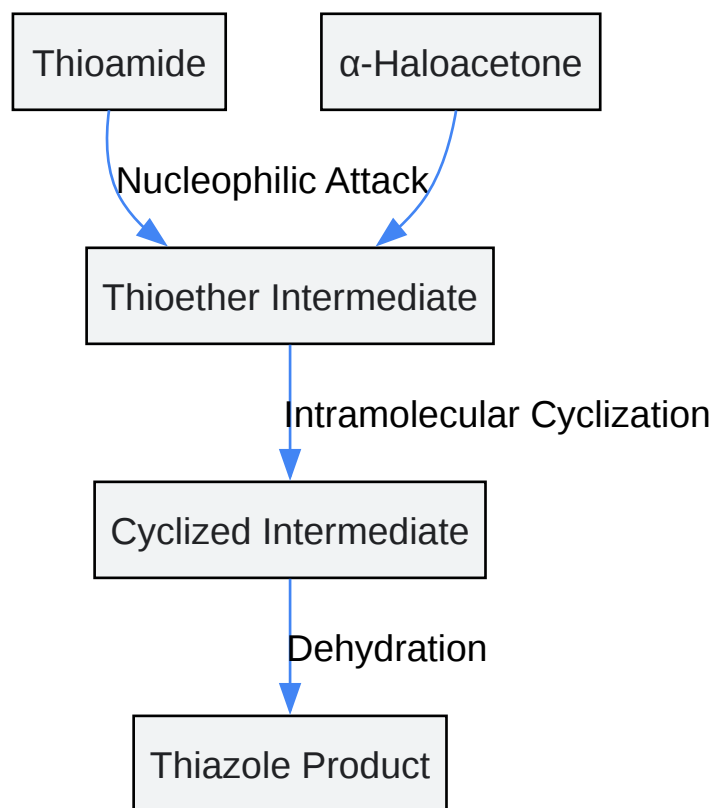 Thioamide
α-Haloacetone
Nucleophilic Attack
Thioether Intermediate
Intramolecular Cyclization
Cyclized Intermediate
Dehydration
Thiazole Product